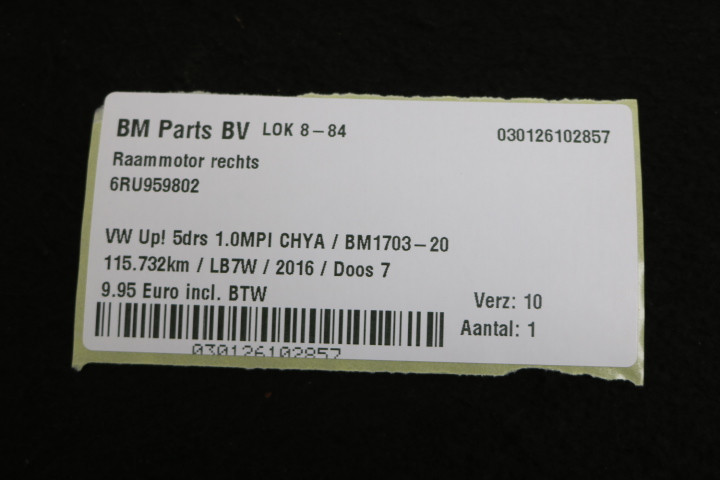 BM Parts BV LOK 8-84 030126102857
Raammotor rechts
6RU959802
VW Up! 5drs 1.0MPI CHYA / BM1703-20
115.732km / LB7W / 2016 / Doos 7
9.95 Euro incl. BTW
Verz: 10
Aantal: 1
030126102857